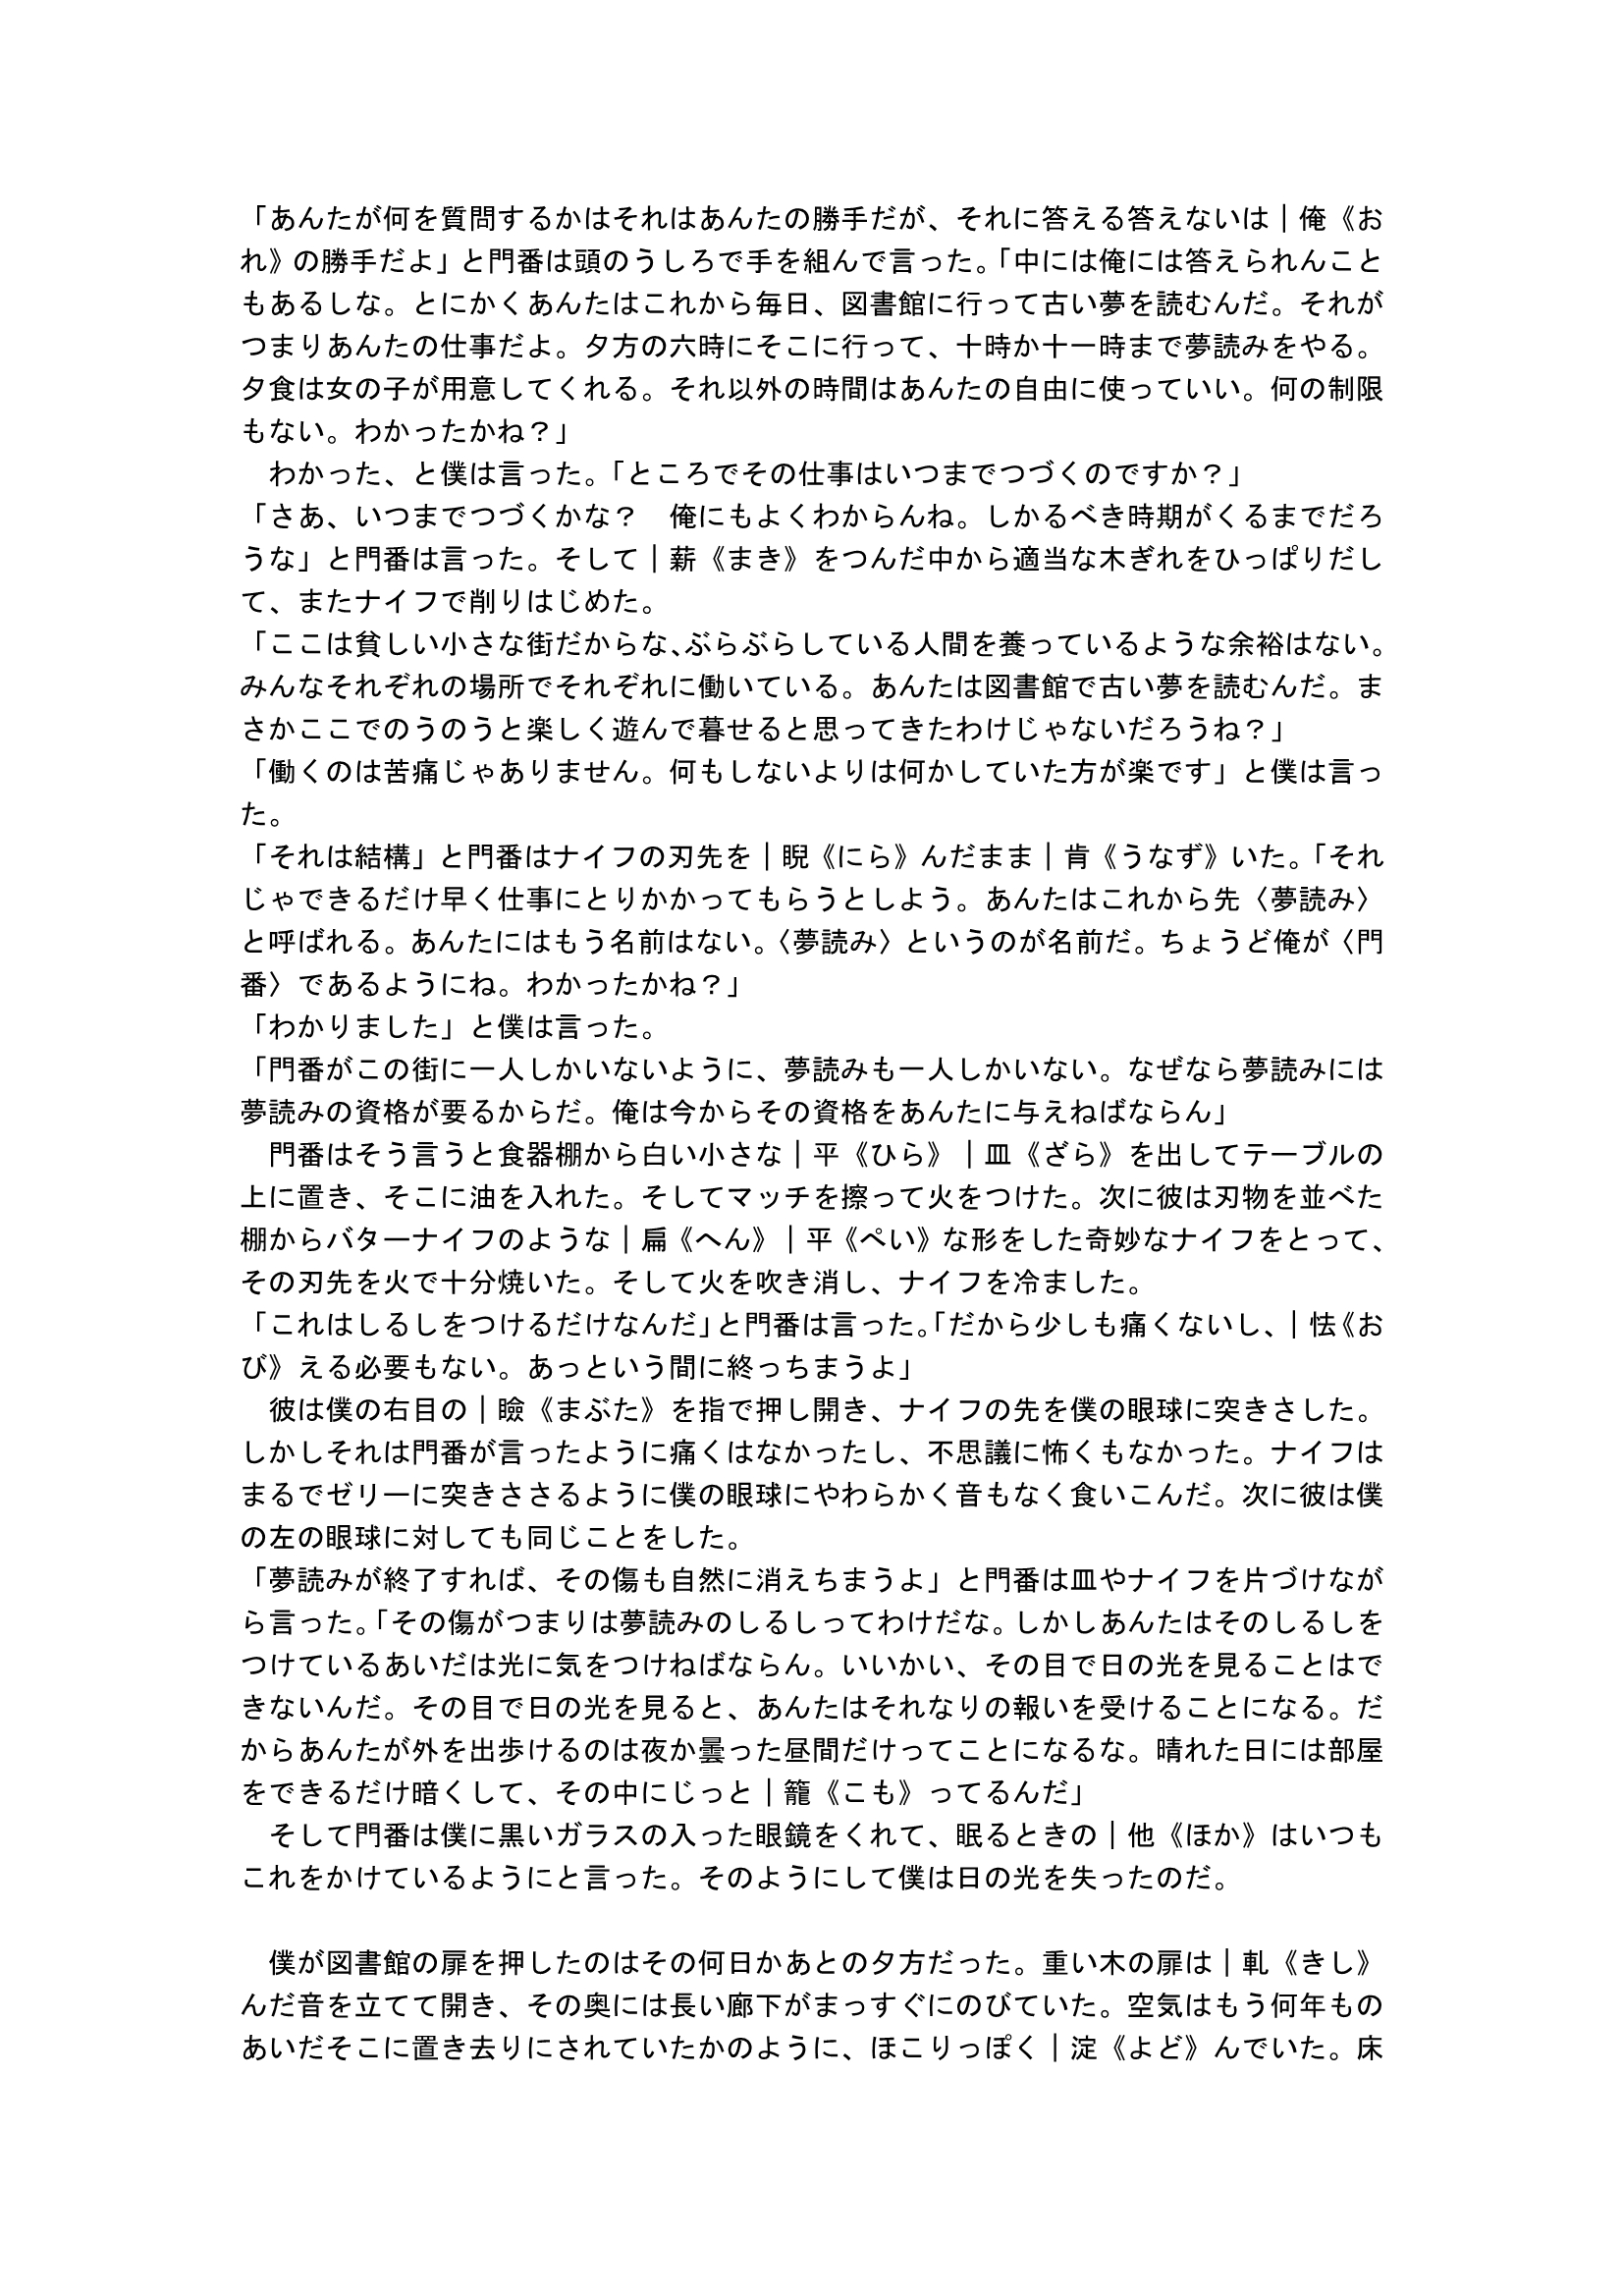 「あんたが何を質問するかはそれはあんたの勝手だが、それに答える答えないは｜俺《お
れ》の勝手だよ」と門番は頭のうしろで手を組んで言った。「中には俺には答えられんこと
もあるしな。とにかくあんたはこれから毎日、図書館に行って古い夢を読むんだ。それが
つまりあんたの仕事だよ。夕方の六時にそこに行って、十時か十一時まで夢読みをやる。
夕食は女の子が用意してくれる。それ以外の時間はあんたの自由に使っていい。何の制限
もない。わかったかね？」
　わかった、と僕は言った。「ところでその仕事はいつまでつづくのですか？」
「さあ、いつまでつづくかな？　俺にもよくわからんね。しかるべき時期がくるまでだろ
うな」と門番は言った。そして｜薪《まき》をつんだ中から適当な木ぎれをひっぱりだし
て、またナイフで削りはじめた。
「ここは貧しい小さな街だからな、ぶらぶらしている人間を養っているような余裕はない。
みんなそれぞれの場所でそれぞれに働いている。あんたは図書館で古い夢を読むんだ。ま
さかここでのうのうと楽しく遊んで暮せると思ってきたわけじゃないだろうね？」
「働くのは苦痛じゃありません。何もしないよりは何かしていた方が楽です」と僕は言っ
た。
「それは結構」と門番はナイフの刃先を｜睨《にら》んだまま｜肯《うなず》いた。「それ
じゃできるだけ早く仕事にとりかかってもらうとしよう。あんたはこれから先〈夢読み〉
と呼ばれる。あんたにはもう名前はない。〈夢読み〉というのが名前だ。ちょうど俺が〈門
番〉であるようにね。わかったかね？」
「わかりました」と僕は言った。
「門番がこの街に一人しかいないように、夢読みも一人しかいない。なぜなら夢読みには
夢読みの資格が要るからだ。俺は今からその資格をあんたに与えねばならん」
　門番はそう言うと食器棚から白い小さな｜平《ひら》｜皿《ざら》を出してテーブルの
上に置き、そこに油を入れた。そしてマッチを擦って火をつけた。次に彼は刃物を並べた
棚からバターナイフのような｜扁《へん》｜平《ぺい》な形をした奇妙なナイフをとって、
その刃先を火で十分焼いた。そして火を吹き消し、ナイフを冷ました。
「これはしるしをつけるだけなんだ」と門番は言った。「だから少しも痛くないし、｜怯《お
び》える必要もない。あっという間に終っちまうよ」
　彼は僕の右目の｜瞼《まぶた》を指で押し開き、ナイフの先を僕の眼球に突きさした。
しかしそれは門番が言ったように痛くはなかったし、不思議に怖くもなかった。ナイフは
まるでゼリーに突きささるように僕の眼球にやわらかく音もなく食いこんだ。次に彼は僕
の左の眼球に対しても同じことをした。
「夢読みが終了すれば、その傷も自然に消えちまうよ」と門番は皿やナイフを片づけなが
ら言った。「その傷がつまりは夢読みのしるしってわけだな。しかしあんたはそのしるしを
つけているあいだは光に気をつけねばならん。いいかい、その目で日の光を見ることはで
きないんだ。その目で日の光を見ると、あんたはそれなりの報いを受けることになる。だ
からあんたが外を出歩けるのは夜か曇った昼間だけってことになるな。晴れた日には部屋
をできるだけ暗くして、その中にじっと｜籠《こも》ってるんだ」
　そして門番は僕に黒いガラスの入った眼鏡をくれて、眠るときの｜他《ほか》はいつも
これをかけているようにと言った。そのようにして僕は日の光を失ったのだ。

　僕が図書館の扉を押したのはその何日かあとの夕方だった。重い木の扉は｜軋《きし》
んだ音を立てて開き、その奥には長い廊下がまっすぐにのびていた。空気はもう何年もの
あいだそこに置き去りにされていたかのように、ほこりっぽく｜淀《よど》んでいた。床